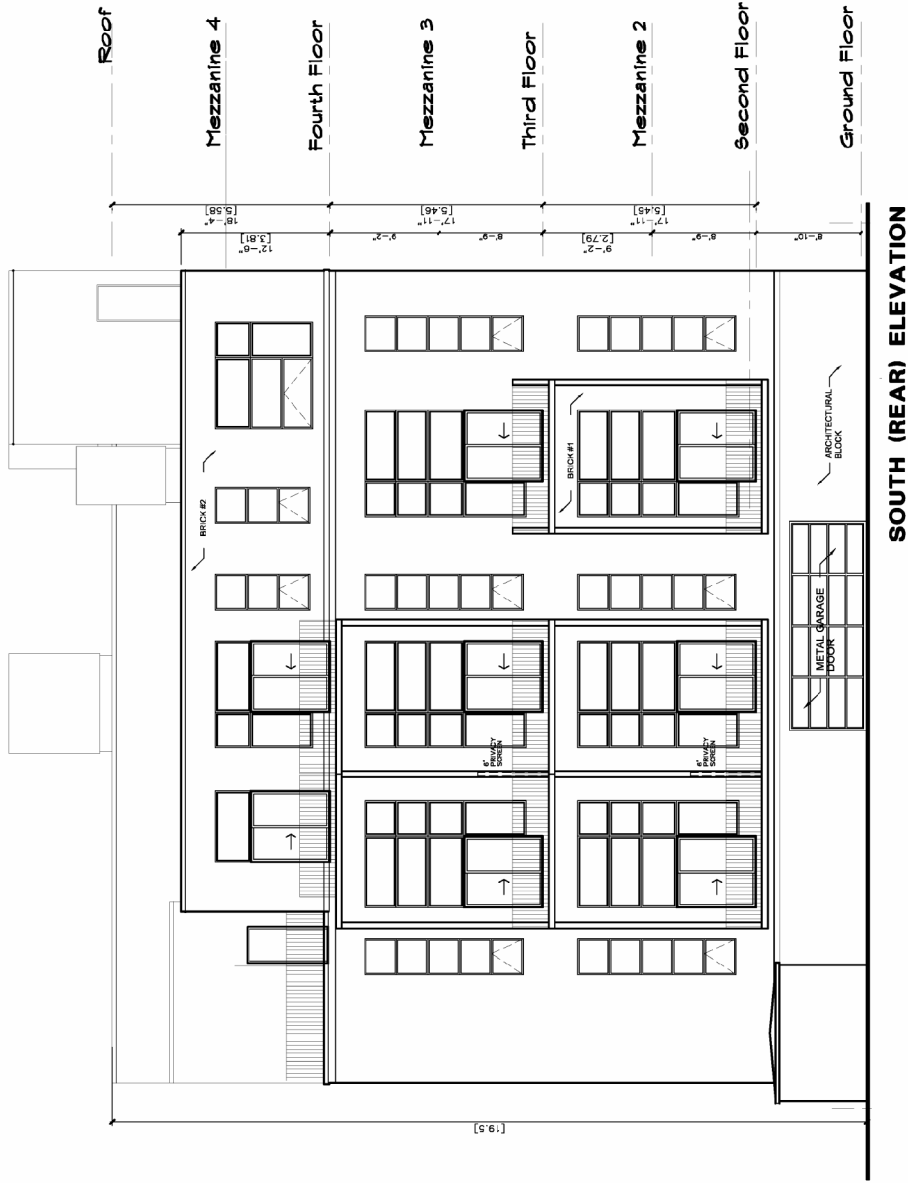 Roof
Mezzanine 4
Fourth Floor
Mezzanine 3
Third Floor
Mezzanine 2
Second Floor
Ground Floor
18'-4"
[5.58]
17'-11"
[5.46]
17'-11"
[5.46]
12'-6"
[3.81]
9'-2"
8'-9"
9'-2"
[2.79]
8'-9"
8'-10"
BRICK #2
BRICK #1
ARCHITECTURAL
BLOCK
METAL GARAGE
DOOR
6'
PRIVACY
SCREEN
6'
PRIVACY
SCREEN
[19.5]
SOUTH (REAR) ELEVATION